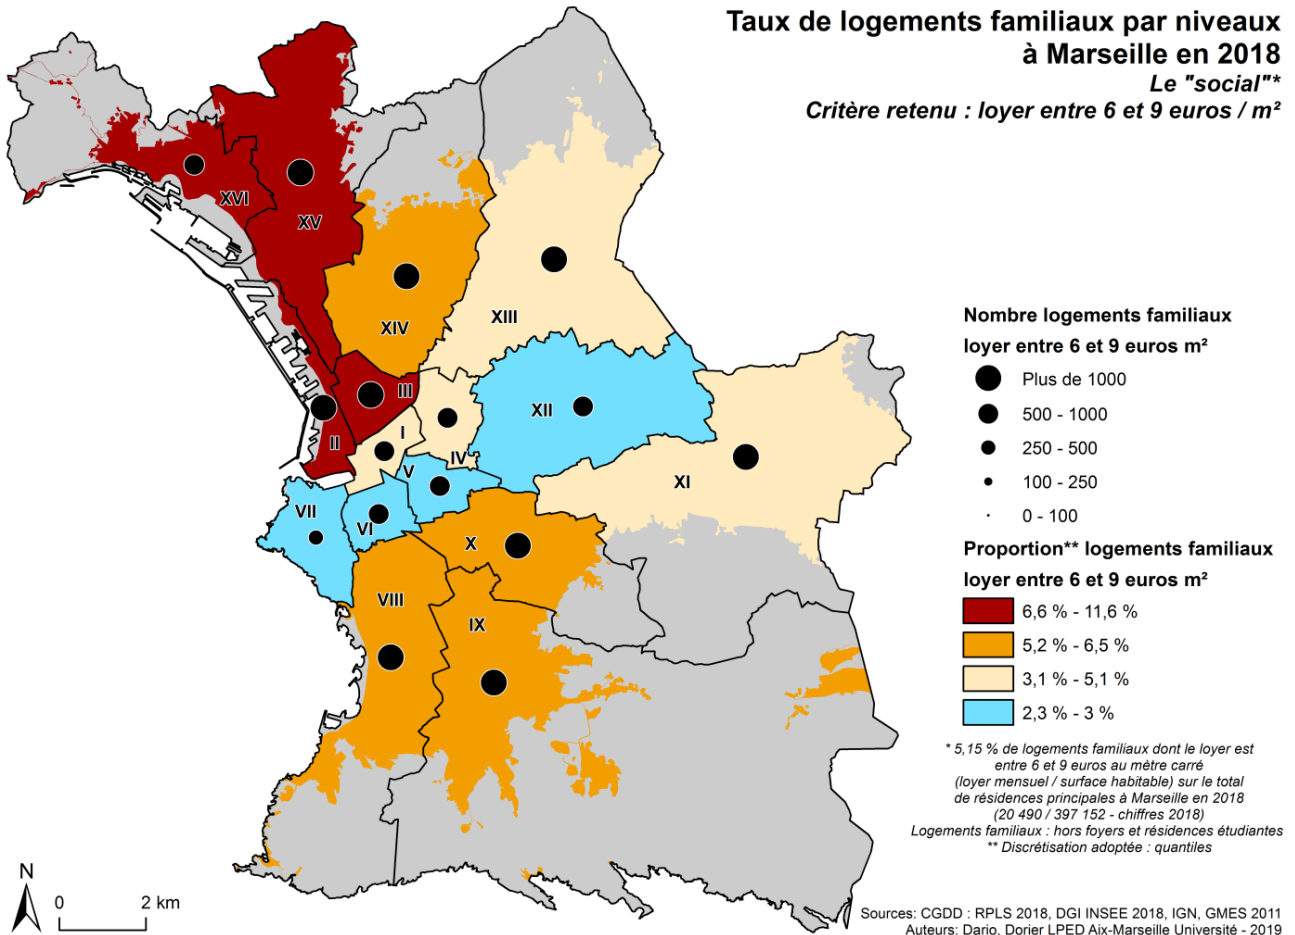 Taux de logements familiaux par niveaux
à Marseille en 2018
Le "social"*
Critère retenu : loyer entre 6 et 9 euros / m²
XVI
XV
XIV
XIII
III
II
I
IV
XII
V
XI
VII
VI
X
VIII
IX
Nombre logements familiaux
loyer entre 6 et 9 euros m²
Plus de 1000
500 - 1000
250 - 500
100 - 250
0 - 100
Proportion** logements familiaux
loyer entre 6 et 9 euros m²
6,6 % - 11,6 %
5,2 % - 6,5 %
3,1 % - 5,1 %
2,3 % - 3 %
* 5,15 % de logements familiaux dont le loyer est
entre 6 et 9 euros au mètre carré
(loyer mensuel / surface habitable) sur le total
de résidences principales à Marseille en 2018
(20 490 / 397 152 - chiffres 2018)
Logements familiaux : hors foyers et résidences étudiantes
** Discrétisation adoptée : quantiles
N
0 2 km
Sources: CGDD : RPLS 2018, DGI INSEE 2018, IGN, GMES 2011
Auteurs: Dario, Dorier LPED Aix-Marseille Université - 2019